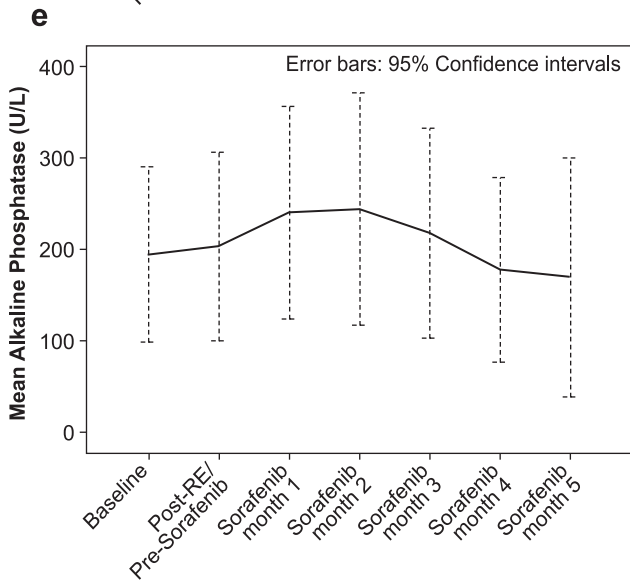 e
Error bars: 95% Confidence intervals
Mean Alkaline Phosphatase (U/L)
400
300
200
100
0
Baseline
Post-RE/
Pre-Sorafenib
Sorafenib
month 1
Sorafenib
month 2
Sorafenib
month 3
Sorafenib
month 4
Sorafenib
month 5